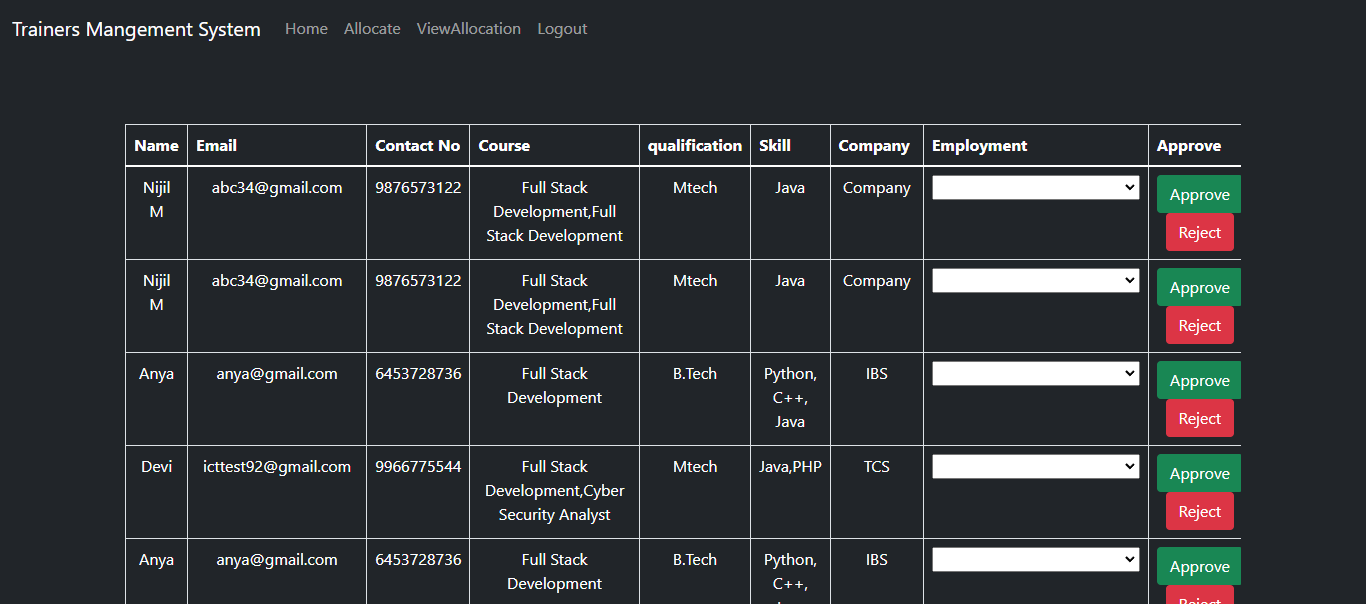 Trainers Mangement System Home Allocate ViewAllocation Logout
Name Email Contact No Course qualification Skill Company Employment Approve
Nijil abc34@gmail.com 9876573122 Full Stack Mtech Java Company Approve
M Development,Full
Stack Development Reject
Nijil abc34@gmail.com 9876573122 Full Stack Mtech Java Company Approve
M Development,Full
Stack Development Reject
Anya anya@gmail.com 6453728736 Full Stack B.Tech Python, IBS Approve
Development C++,
Java Reject
Devi icttest92@gmail.com 9966775544 Full Stack Mtech Java,PHP TCS Approve
Development,Cyber
Security Analyst Reject
Anya anya@gmail.com 6453728736 Full Stack B.Tech Python, IBS Approve
Development C++,
Reject